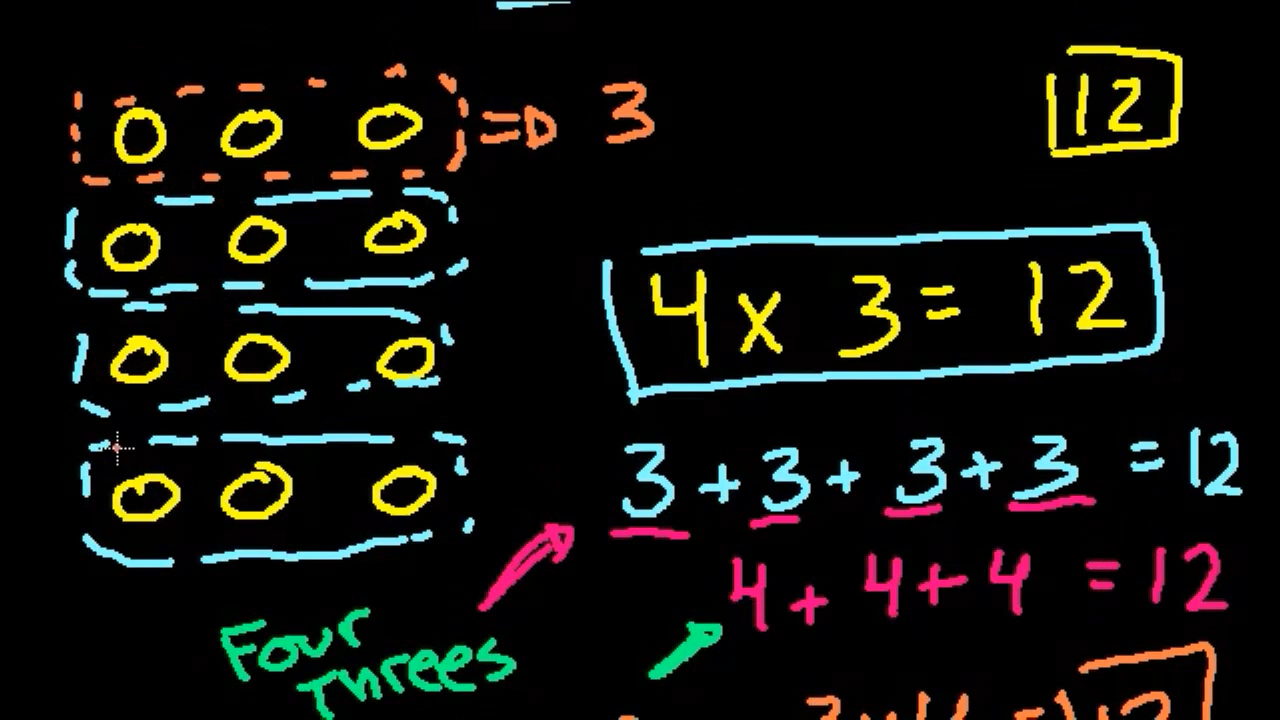 3
12
4 x 3 = 12
3 + 3 + 3 + 3 = 12
4 + 4 + 4 = 12
Four
Threes